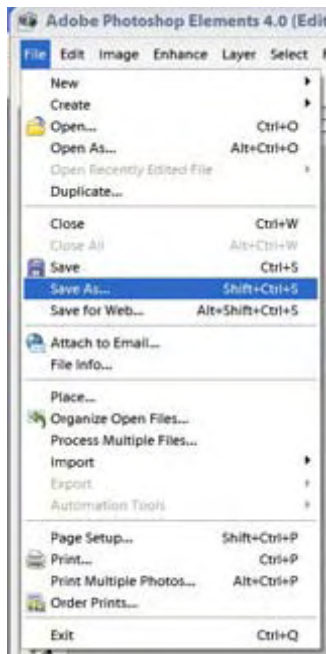 Adobe Photoshop Elements 4.0 (Edi
File Edit Image Enhance Layer Select
New
Create
Open... Ctrl+O
Open As... Alt+Ctrl+O
Open Recently Edited File
Duplicate...
Close Ctrl+W
Close All Alt+Ctrl+W
Save Ctrl+S
Save As... Shift+Ctrl+S
Save for Web... Alt+Shift+Ctrl+S
Attach to Email...
File Info...
Place...
Organize Open Files...
Process Multiple Files...
Import
Export
Automation Tools
Page Setup... Shift+Ctrl+P
Print... Ctrl+P
Print Multiple Photos... Alt+Ctrl+P
Order Prints...
Exit Ctrl+Q